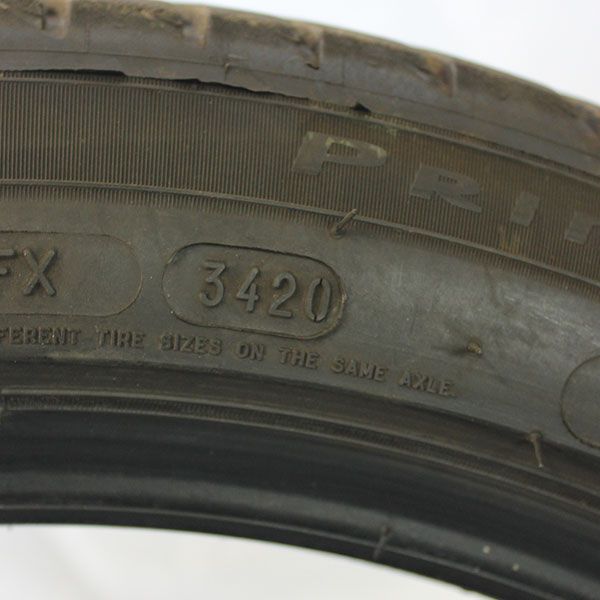 PRI
FX
3420
FERENT TIRE SIZES ON THE SAME AXLE.